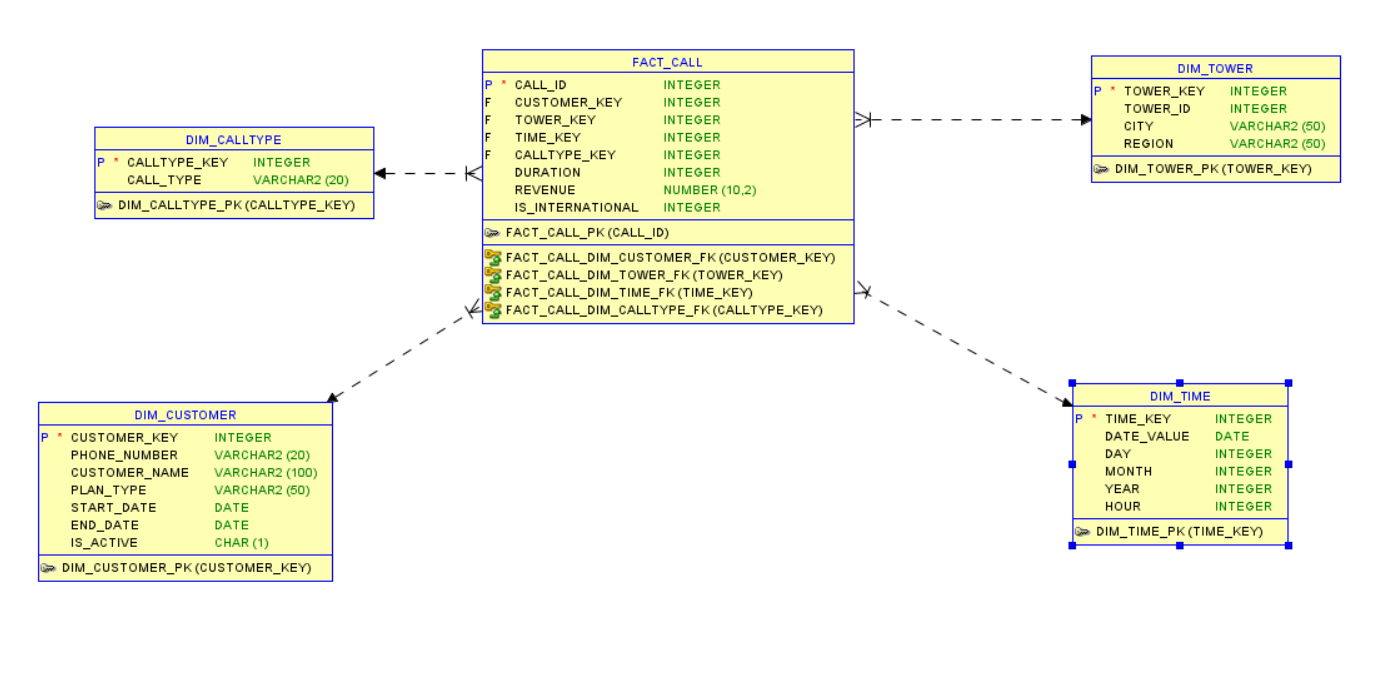 FACT_CALL
P * CALL_ID INTEGER
F CUSTOMER_KEY INTEGER
F TOWER_KEY INTEGER
F TIME_KEY INTEGER
F CALLTYPE_KEY INTEGER
DURATION INTEGER
REVENUE NUMBER (10,2)
IS_INTERNATIONAL INTEGER
FACT_CALL_PK (CALL_ID)
FACT_CALL_DIM_CUSTOMER_FK (CUSTOMER_KEY)
FACT_CALL_DIM_TOWER_FK (TOWER_KEY)
FACT_CALL_DIM_TIME_FK (TIME_KEY)
FACT_CALL_DIM_CALLTYPE_FK (CALLTYPE_KEY)
DIM_TOWER
P * TOWER_KEY INTEGER
TOWER_ID INTEGER
CITY VARCHAR2 (50)
REGION VARCHAR2 (50)
DIM_TOWER_PK (TOWER_KEY)
DIM_CALLTYPE
P * CALLTYPE_KEY INTEGER
CALL_TYPE VARCHAR2 (20)
DIM_CALLTYPE_PK (CALLTYPE_KEY)
DIM_CUSTOMER
P * CUSTOMER_KEY INTEGER
PHONE_NUMBER VARCHAR2 (20)
CUSTOMER_NAME VARCHAR2 (100)
PLAN_TYPE VARCHAR2 (50)
START_DATE DATE
END_DATE DATE
IS_ACTIVE CHAR (1)
DIM_CUSTOMER_PK (CUSTOMER_KEY)
DIM_TIME
P * TIME_KEY INTEGER
DATE_VALUE DATE
DAY INTEGER
MONTH INTEGER
YEAR INTEGER
HOUR INTEGER
DIM_TIME_PK (TIME_KEY)